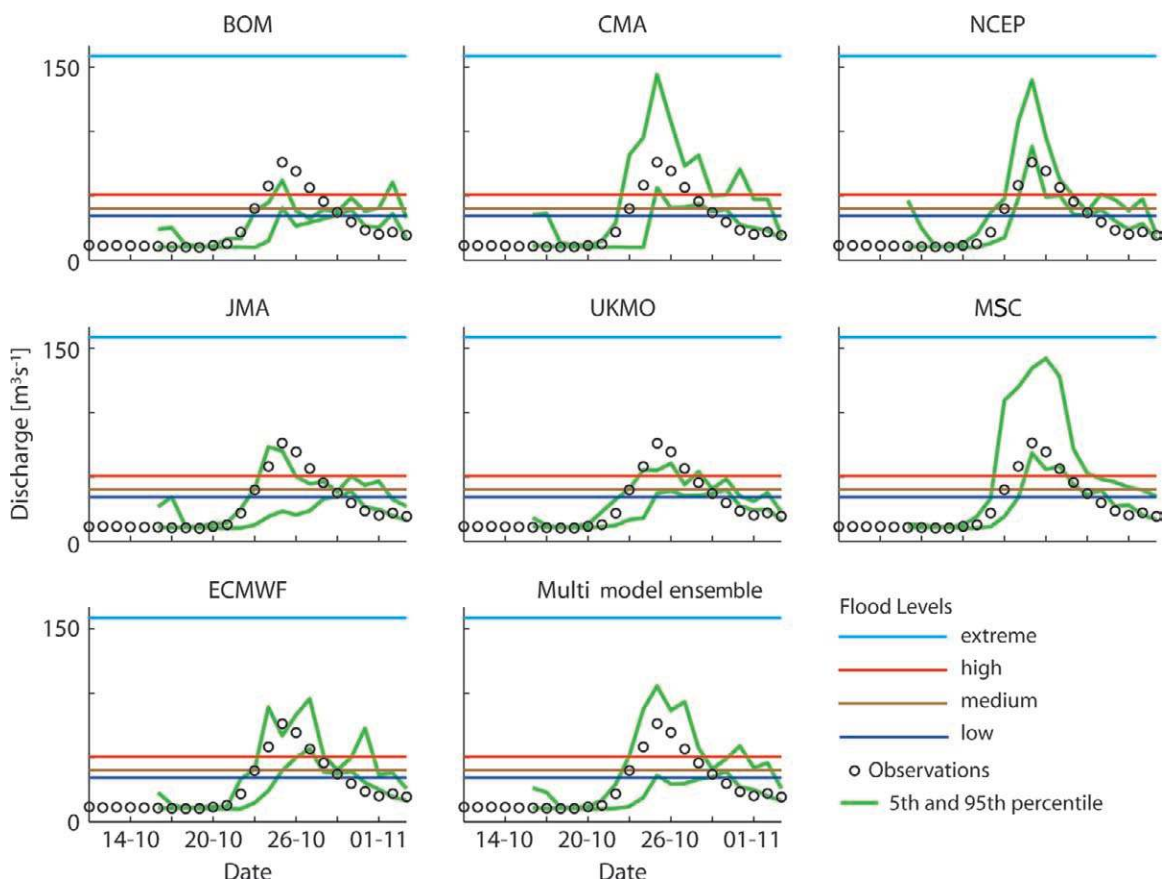 BOM
CMA
NCEP
150
0
JMA
UKMO
MSC
150
0
Discharge [m³s⁻¹]
ECMWF
Multi model ensemble
150
0
14-10 20-10 26-10 01-11
14-10 20-10 26-10 01-11
Date
Date
Flood Levels
extreme
high
medium
low
Observations
5th and 95th percentile